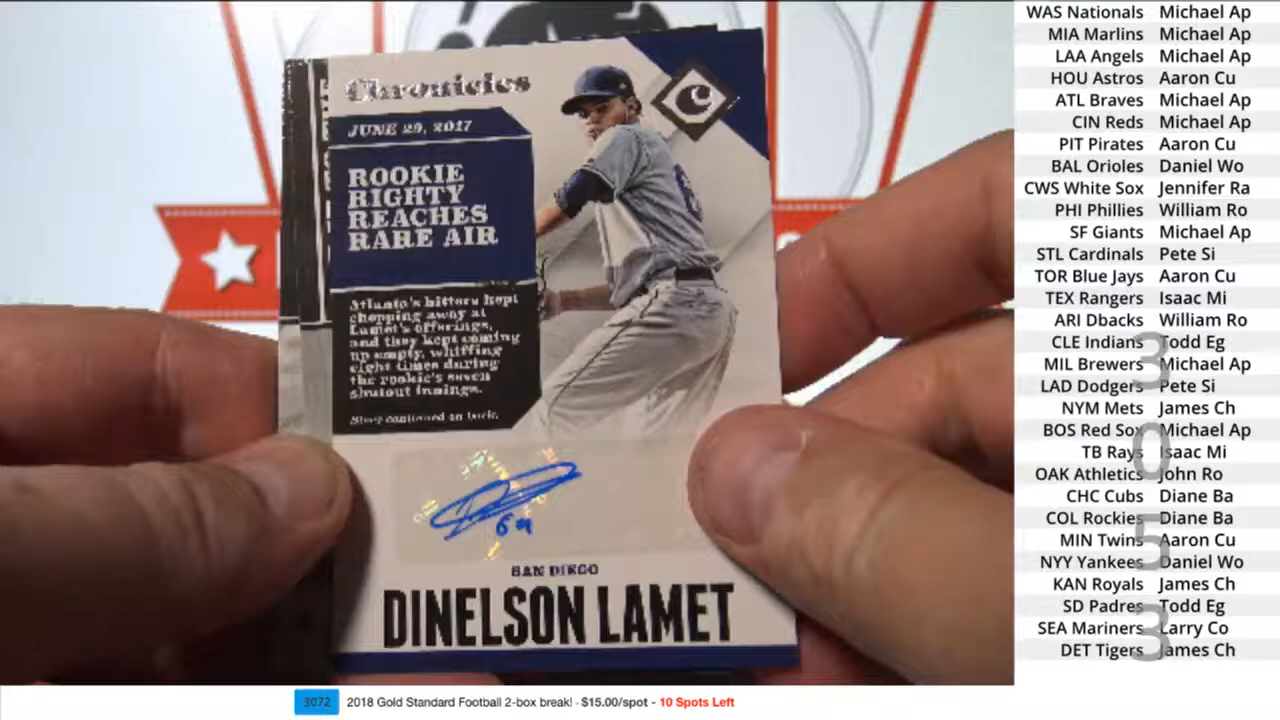 Chronicles
JUNE 29, 2017
ROOKIE
RIGHTY
REACHES
RARE AIR
Atlanta's hitters kept
chopping away at
Lamet's offerings,
and they kept coming
up empty, whiffing
eight times during
the rookie's seven
shutout innings.
Story continued on back.
C
64
SAN DIEGO
DINELSON LAMET
WAS Nationals Michael Ap
MIA Marlins Michael Ap
LAA Angels Michael Ap
HOU Astros Aaron Cu
ATL Braves Michael Ap
CIN Reds Michael Ap
PIT Pirates Aaron Cu
BAL Orioles Daniel Wo
CWS White Sox Jennifer Ra
PHI Phillies William Ro
SF Giants Michael Ap
STL Cardinals Pete Si
TOR Blue Jays Aaron Cu
TEX Rangers Isaac Mi
ARI Dbacks William Ro
CLE Indians Todd Eg
MIL Brewers Michael Ap
LAD Dodgers Pete Si
NYM Mets James Ch
BOS Red Sox Michael Ap
TB Rays Isaac Mi
OAK Athletics John Ro
CHC Cubs Diane Ba
COL Rockies Diane Ba
MIN Twins Aaron Cu
NYY Yankees Daniel Wo
KAN Royals James Ch
SD Padres Todd Eg
SEA Mariners Larry Co
DET Tigers James Ch
3053
3072 2018 Gold Standard Football 2-box break! - $15.00/spot - 10 Spots Left